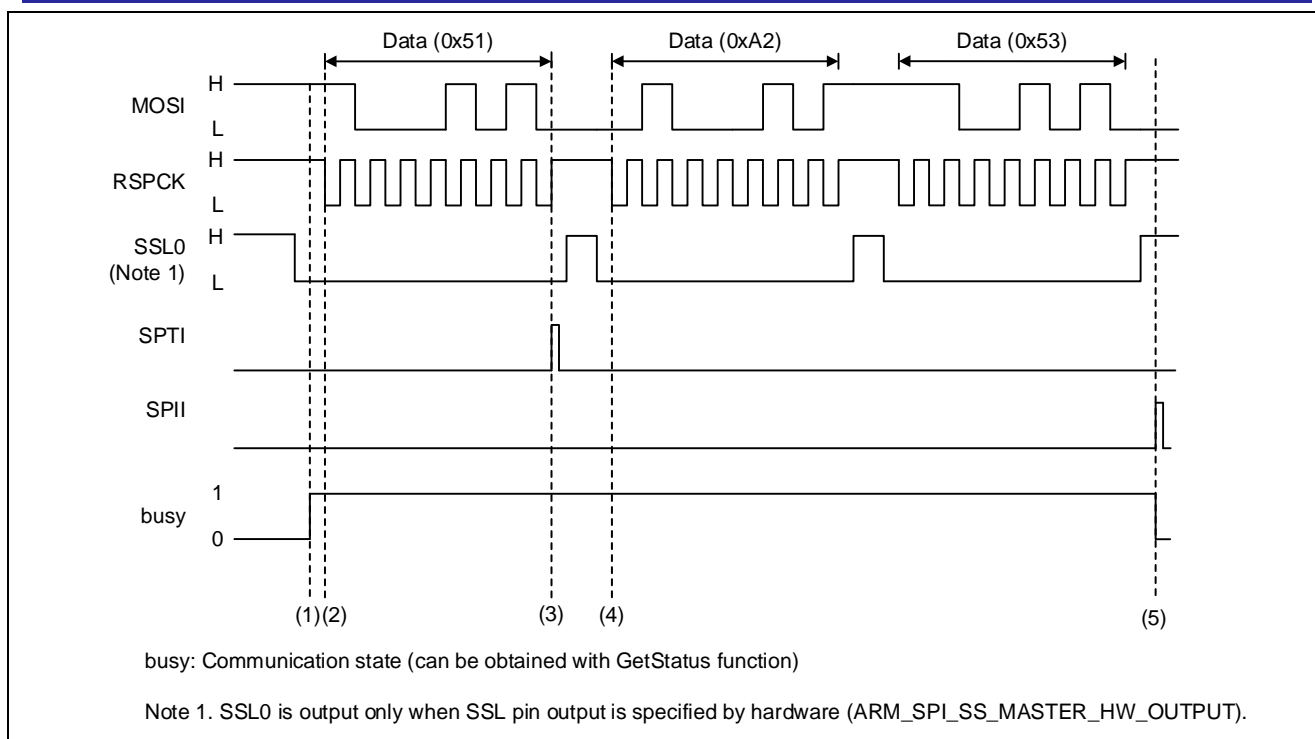 Data (0x51) Data (0xA2) Data (0x53)
H
MOSI
L
H
RSPCK
L
H
SSL0
(Note 1)
L
SPTI
SPII
1
busy
0
(1) (2) (3) (4) (5)
busy: Communication state (can be obtained with GetStatus function)
Note 1. SSL0 is output only when SSL pin output is specified by hardware (ARM_SPI_SS_MASTER_HW_OUTPUT).